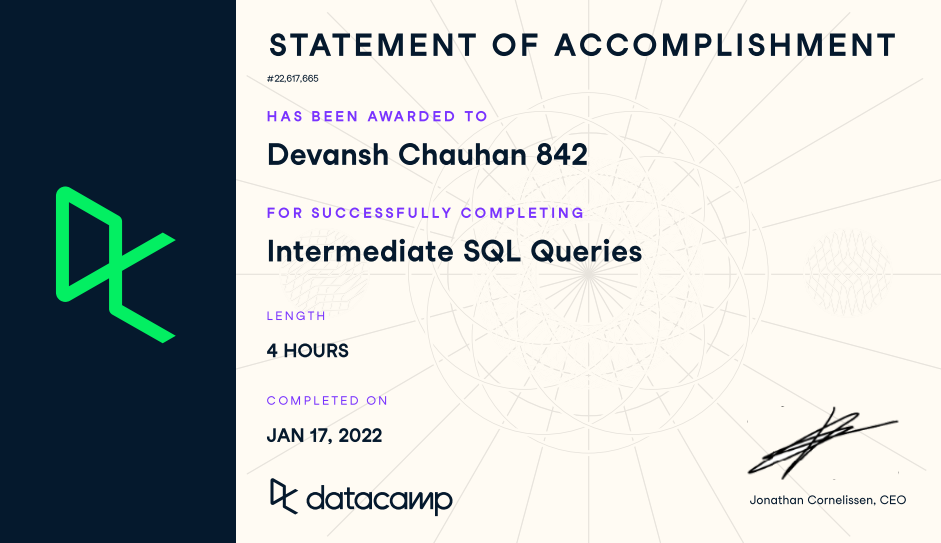 STATEMENT OF ACCOMPLISHMENT
#22,617,665
HAS BEEN AWARDED TO
Devansh Chauhan 842
FOR SUCCESSFULLY COMPLETING
Intermediate SQL Queries
LENGTH
4 HOURS
COMPLETED ON
JAN 17, 2022
datacamp
Jonathan Cornelissen, CEO